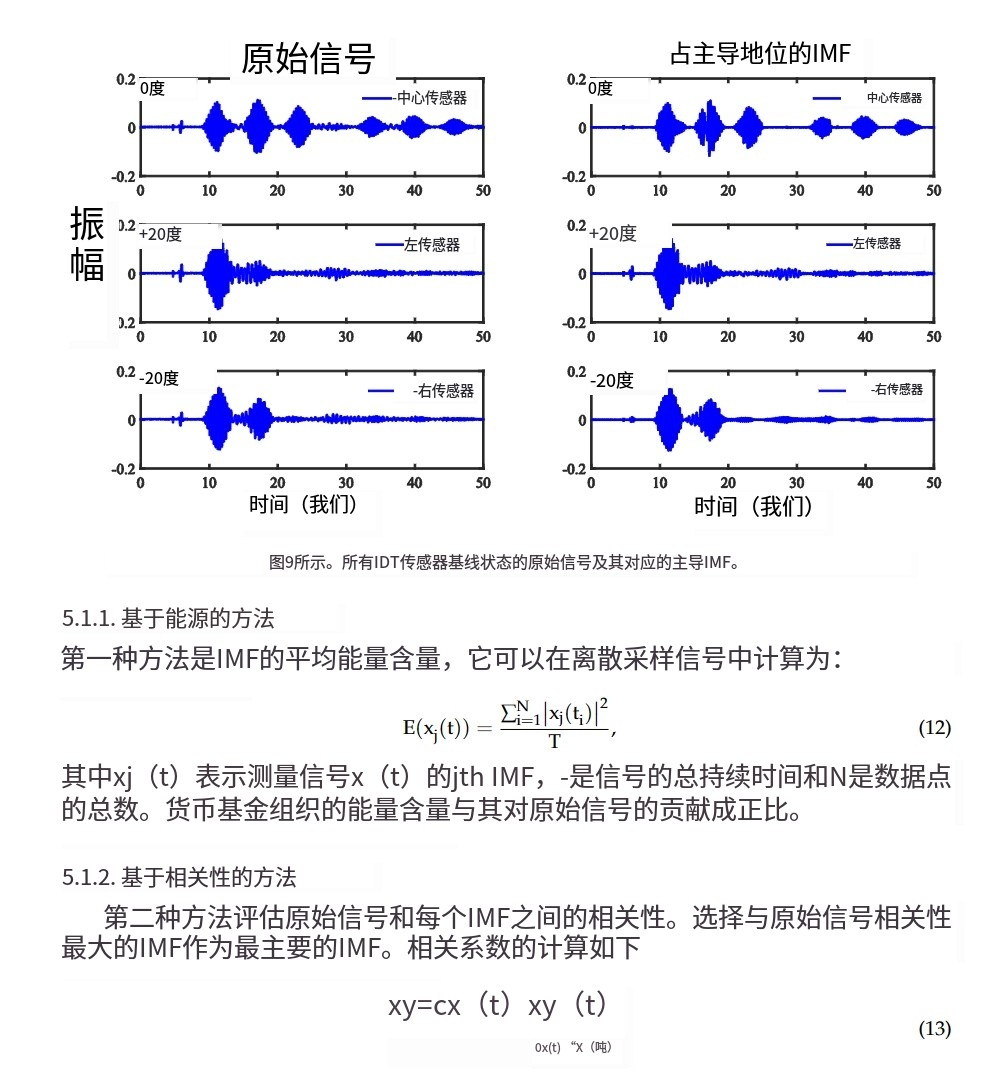 原始信号
占主导地位的IMF
振幅
0.2
0度
-中心传感器
0
-0.2
0 10 20 30 40 50
0.2
0度
中心传感器
0
-0.2
0 10 20 30 40 50
0.2
+20度
左传感器
0
0.2
0 10 20 30 40 50
0.2
+20度
左传感器
0
-0.2
0 10 20 30 40 50
0.2
-20度
-右传感器
0
-0.2
0 10 20 30 40 50
时间（我们）
0.2
-20度
-右传感器
0
-0.2
0 10 20 30 40 50
时间（我们）
图9所示。所有IDT传感器基线状态的原始信号及其对应的主导IMF。
5.1.1. 基于能源的方法
第一种方法是IMF的平均能量含量，它可以在离散采样信号中计算为：
E(x_j(t)) = \frac{∑_{i=1}^{N}|x_j(t_i)|^2}{T}, (12)
其中xj（t）表示测量信号x（t）的jth IMF，-是信号的总持续时间和N是数据点
的总数。货币基金组织的能量含量与其对原始信号的贡献成正比。
5.1.2. 基于相关性的方法
第二种方法评估原始信号和每个IMF之间的相关性。选择与原始信号相关性
最大的IMF作为最主要的IMF。相关系数的计算如下
xy=cx（t）xy（t）
(13)
0x(t) “X（吨）